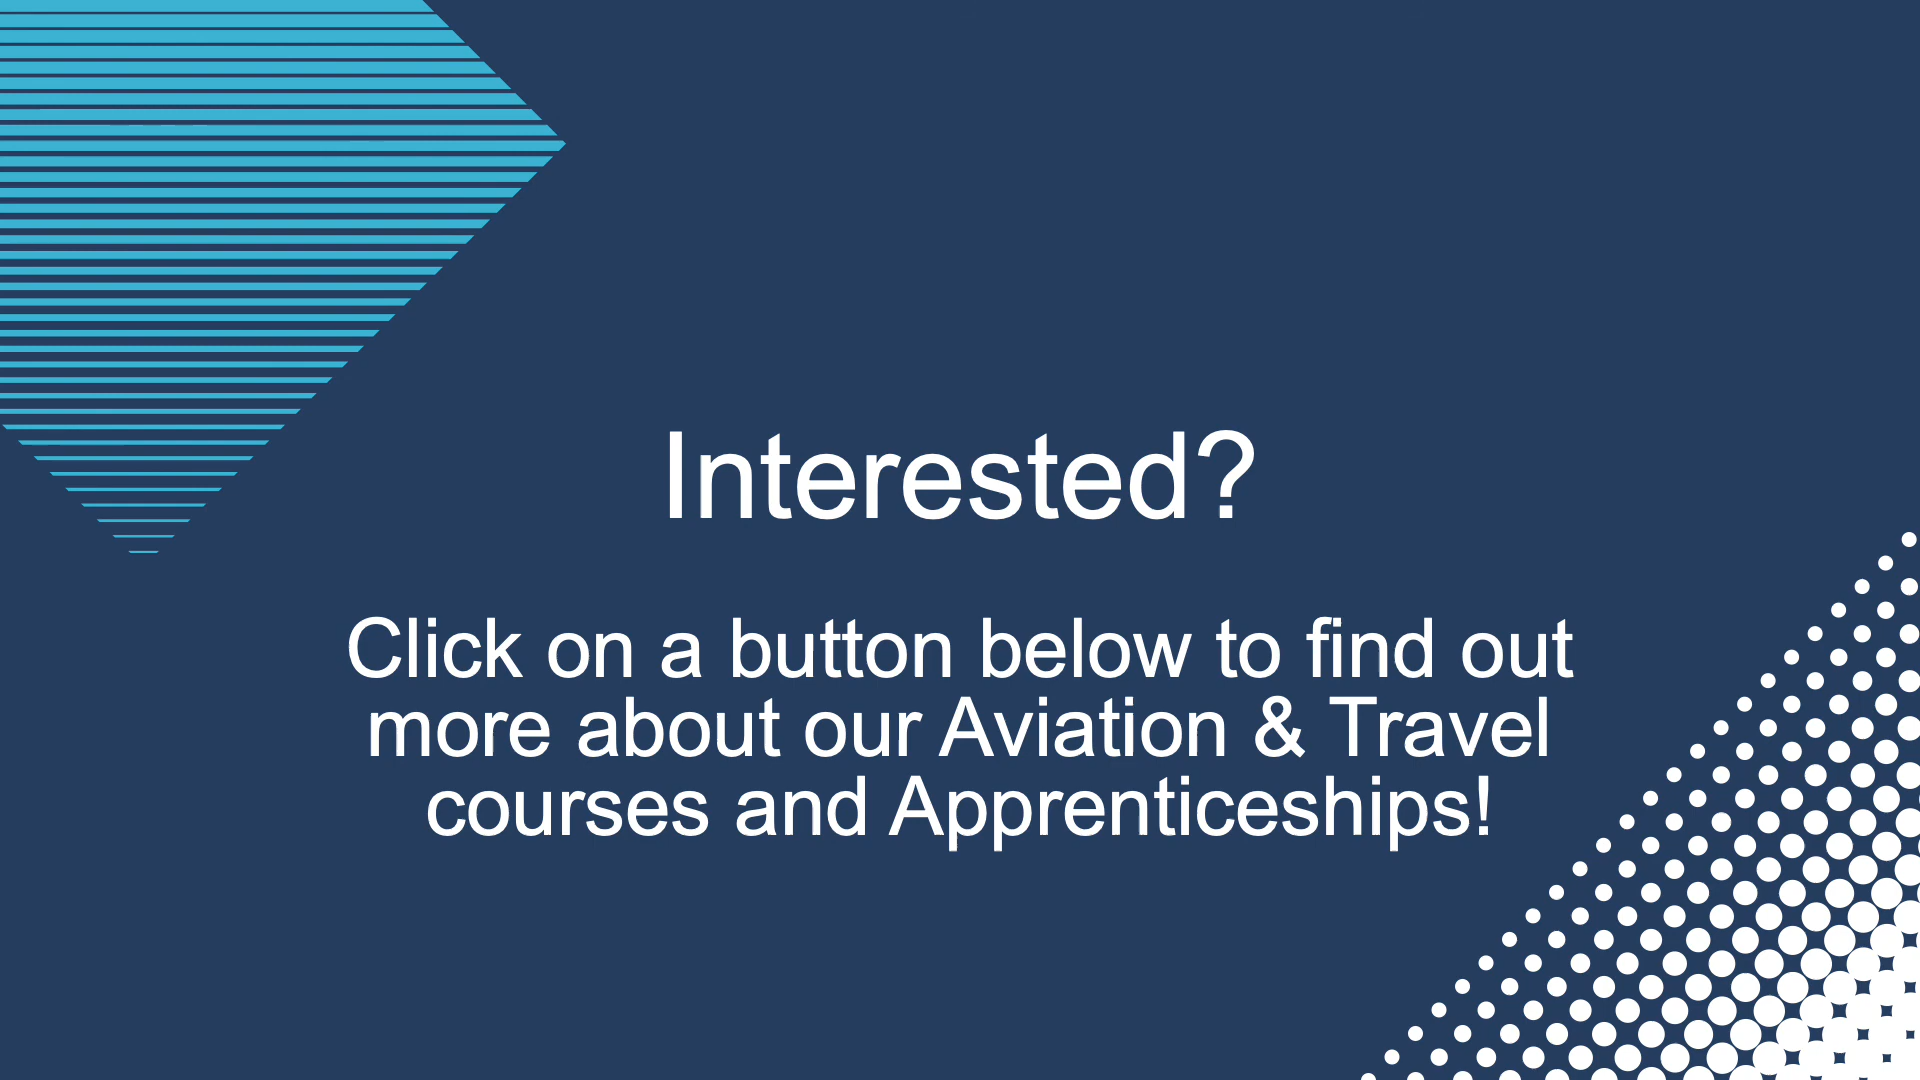 Interested?
Click on a button below to find out
more about our Aviation & Travel
courses and Apprenticeships!